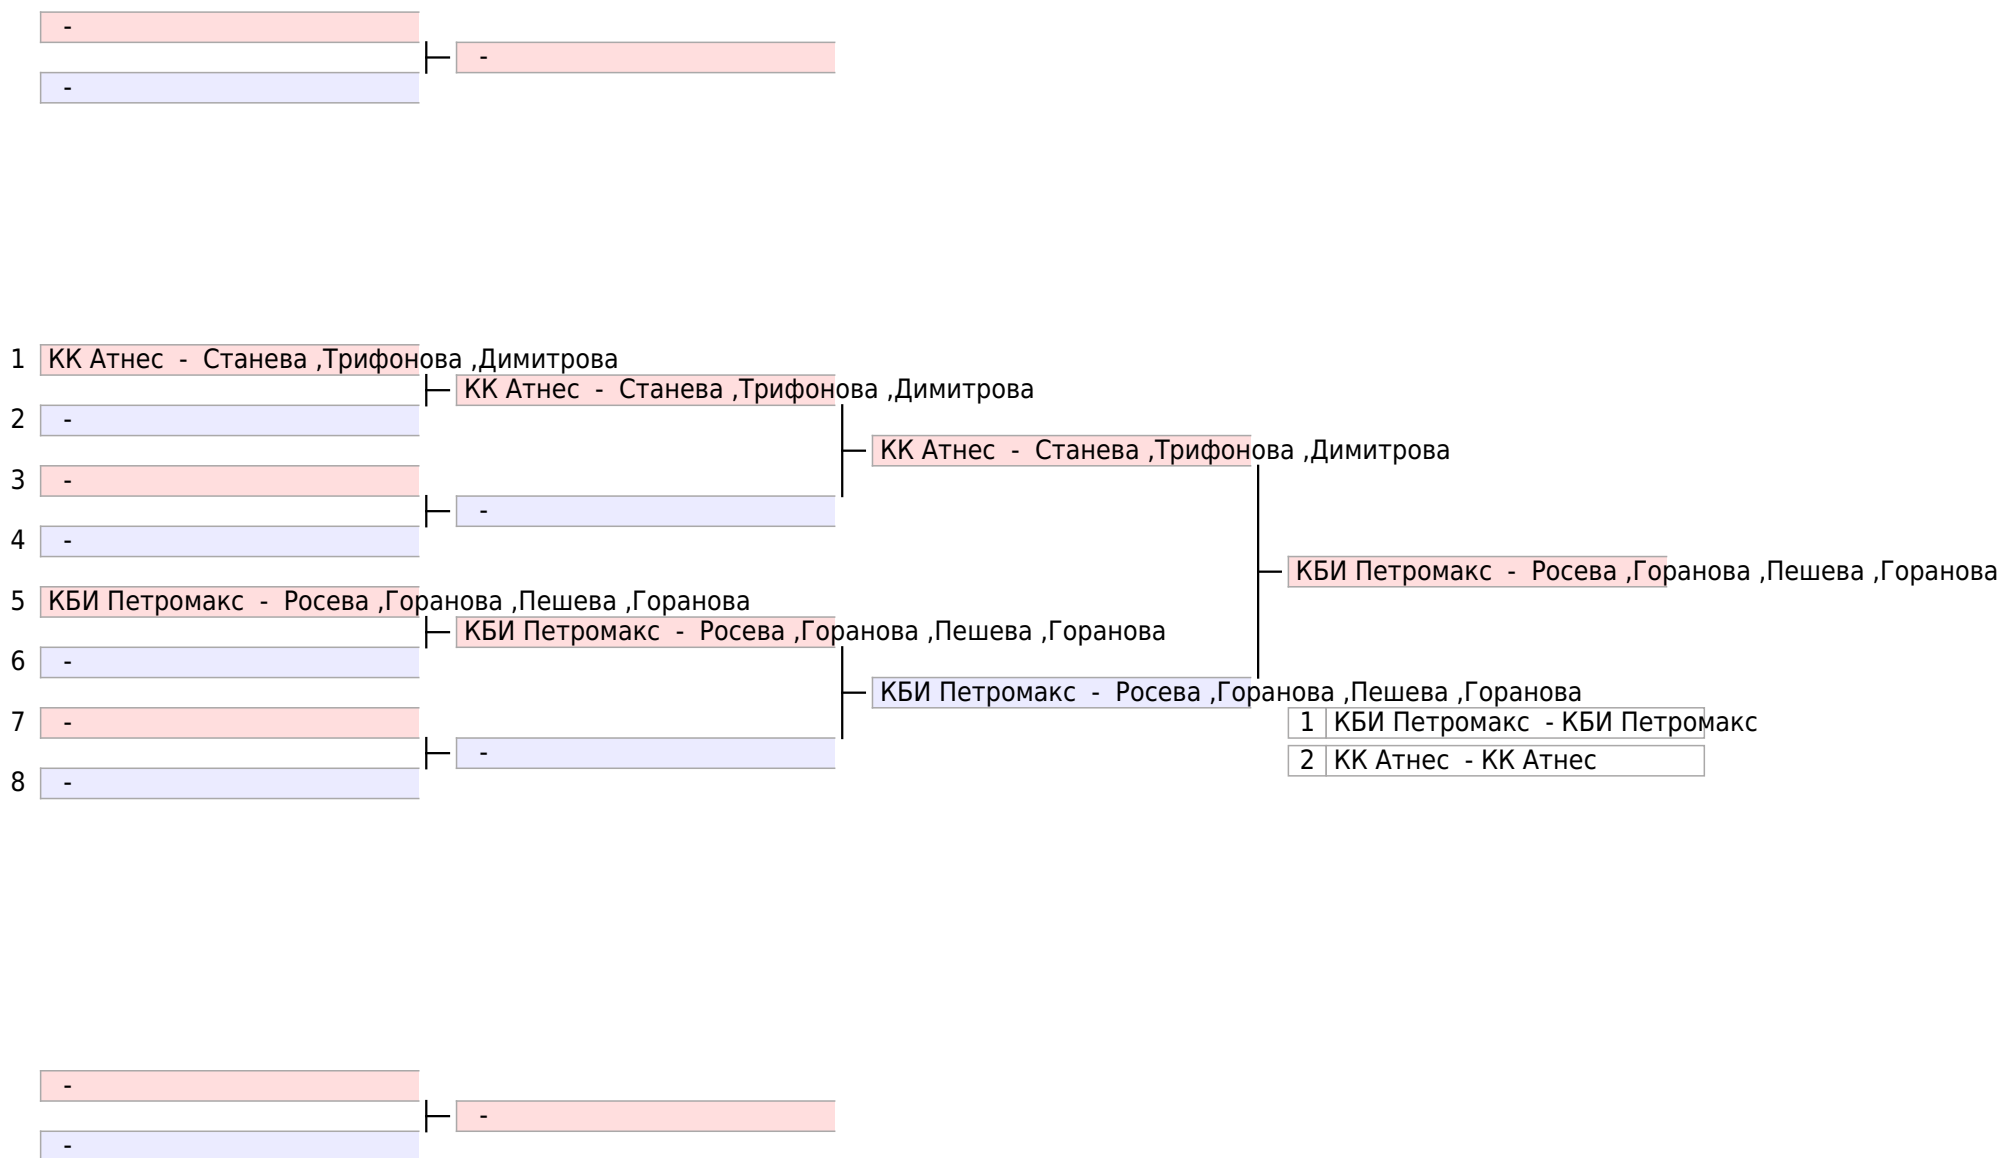 -
-
-
1 КК Атнес - Станева ,Трифонова ,Димитрова
КК Атнес - Станева ,Трифонова ,Димитрова
2 -
КК Атнес - Станева ,Трифонова ,Димитрова
3 -
-
4 -
КБИ Петромакс - Росева ,Горанова ,Пешева ,Горанова
5 КБИ Петромакс - Росева ,Горанова ,Пешева ,Горанова
КБИ Петромакс - Росева ,Горанова ,Пешева ,Горанова
6 -
КБИ Петромакс - Росева ,Горанова ,Пешева ,Горанова
7 -
1 КБИ Петромакс - КБИ Петромакс
-
2 КК Атнес - КК Атнес
8 -
-
-
-